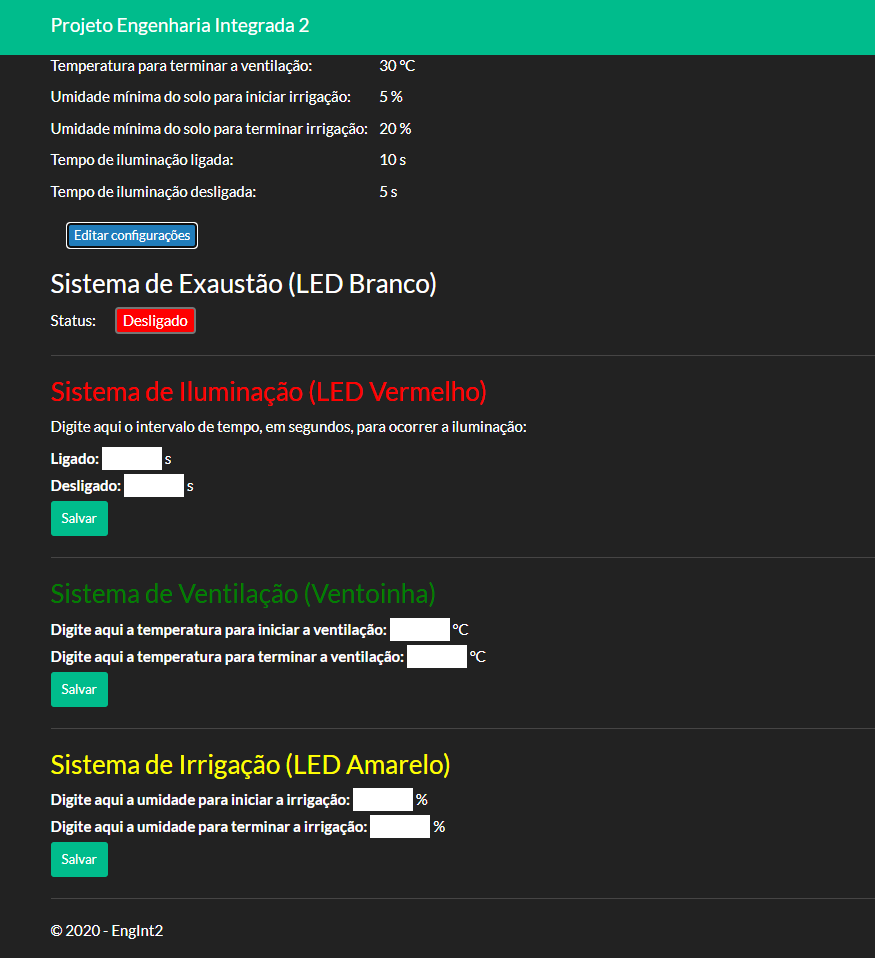 Projeto Engenharia Integrada 2
Temperatura para terminar a ventilação: 30 ºC
Umidade mínima do solo para iniciar irrigação: 5 %
Umidade mínima do solo para terminar irrigação: 20 %
Tempo de iluminação ligada: 10 s
Tempo de iluminação desligada: 5 s
Editar configurações
Sistema de Exaustão (LED Branco)
Status: Desligado
Sistema de Iluminação (LED Vermelho)
Digite aqui o intervalo de tempo, em segundos, para ocorrer a iluminação:
Ligado: s
Desligado: s
Salvar
Sistema de Ventilação (Ventoinha)
Digite aqui a temperatura para iniciar a ventilação: ºC
Digite aqui a temperatura para terminar a ventilação: ºC
Salvar
Sistema de Irrigação (LED Amarelo)
Digite aqui a umidade para iniciar a irrigação: %
Digite aqui a umidade para terminar a irrigação: %
Salvar
© 2020 - EngInt2